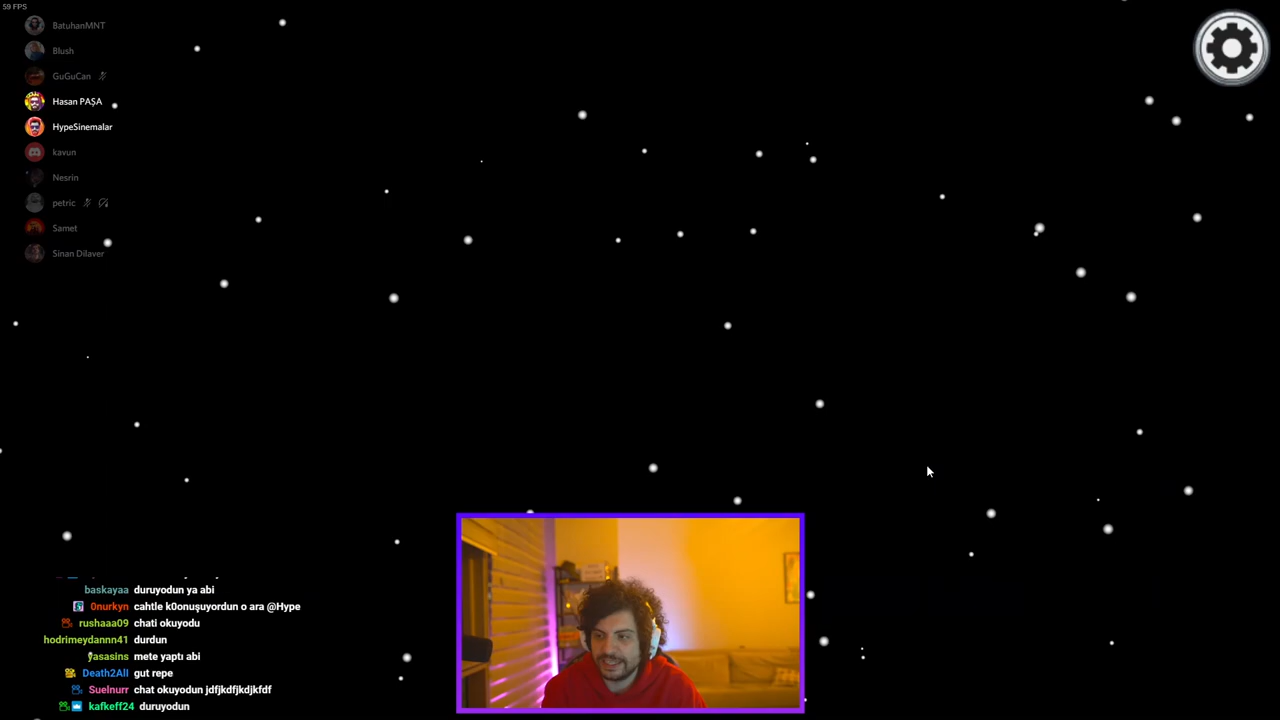 59 FPS
BatuhanMNT
Blush
GuGuCan
Hasan PAŞA
HypeSinemalar
kavun
Nesrin
petric
Samet
Sinan Dilaver
baskayaa duruyodun ya abi
0nurkyn cahtle k0onuşuyordun o ara @Hype
rushaaa09 chati okuyodu
hodrimeydannn41 durdun
yasasins mete yaptı abi
Death2All gut repe
Suelnurr chat okuyodun jdfjkdfjkdjkfdf
kafkeff24 duruyodun